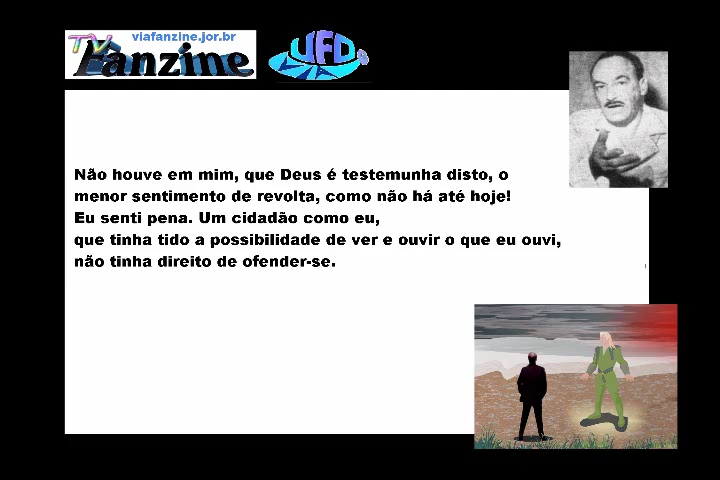 viafanzine.jor.br
TV
Fanzine
UFO
VIA
Não houve em mim, que Deus é testemunha disto, o
menor sentimento de revolta, como não há até hoje!
Eu senti pena. Um cidadão como eu,
que tinha tido a possibilidade de ver e ouvir o que eu ouvi,
não tinha direito de ofender-se.